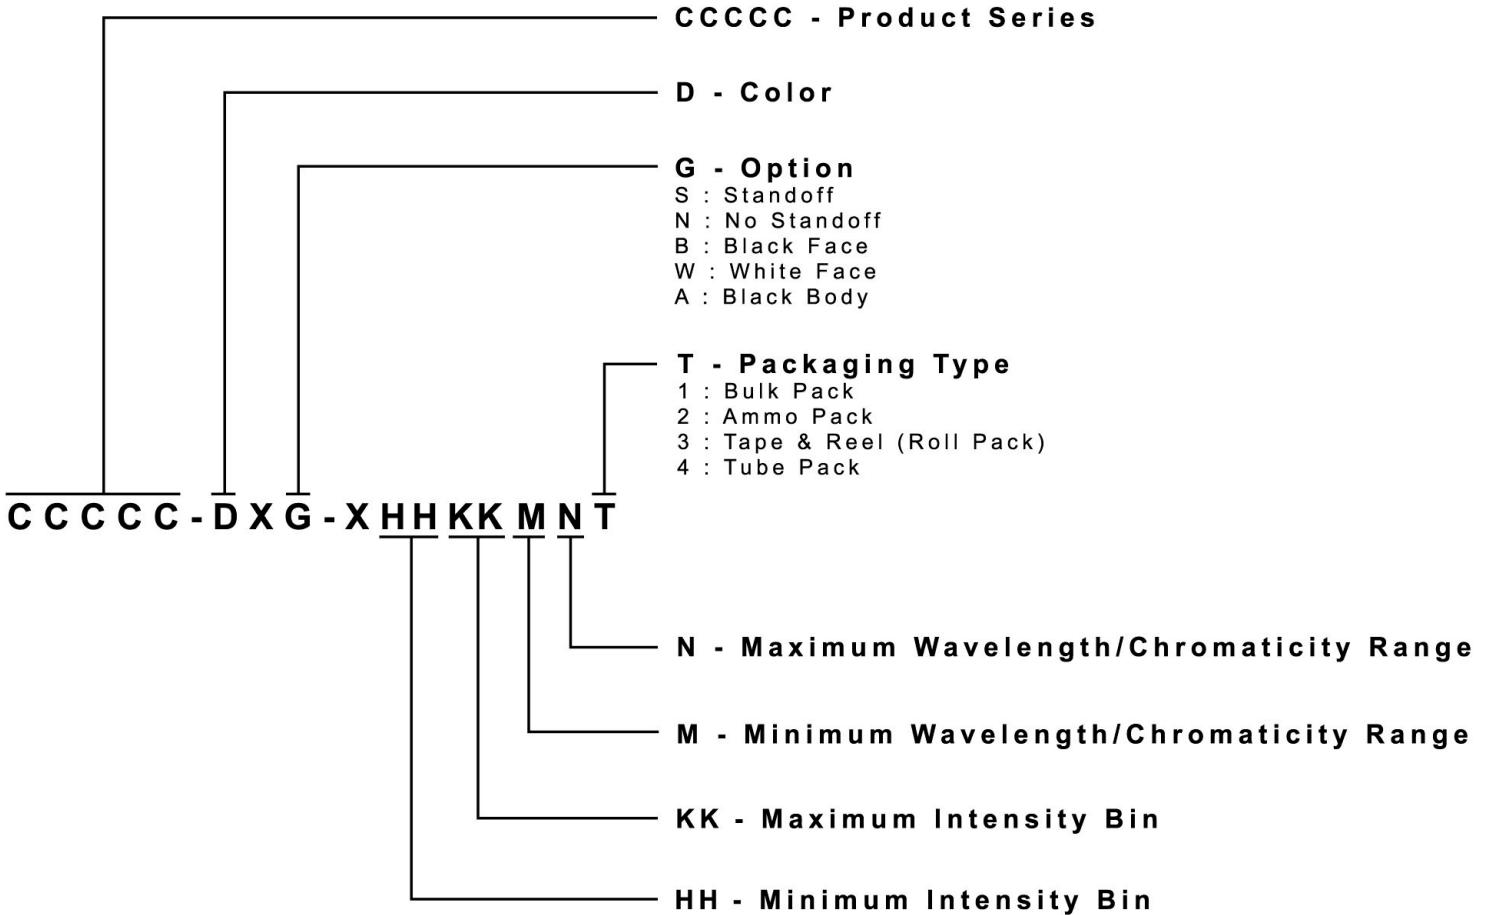 CCCCC - Product Series
D - Color
G - Option
S : Standoff
N : No Standoff
B : Black Face
W : White Face
A : Black Body
T - Packaging Type
1 : Bulk Pack
2 : Ammo Pack
3 : Tape & Reel (Roll Pack)
4 : Tube Pack
CCCCC-DXG-XHHKKMNT
N - Maximum Wavelength/Chromaticity Range
M - Minimum Wavelength/Chromaticity Range
KK - Maximum Intensity Bin
HH - Minimum Intensity Bin